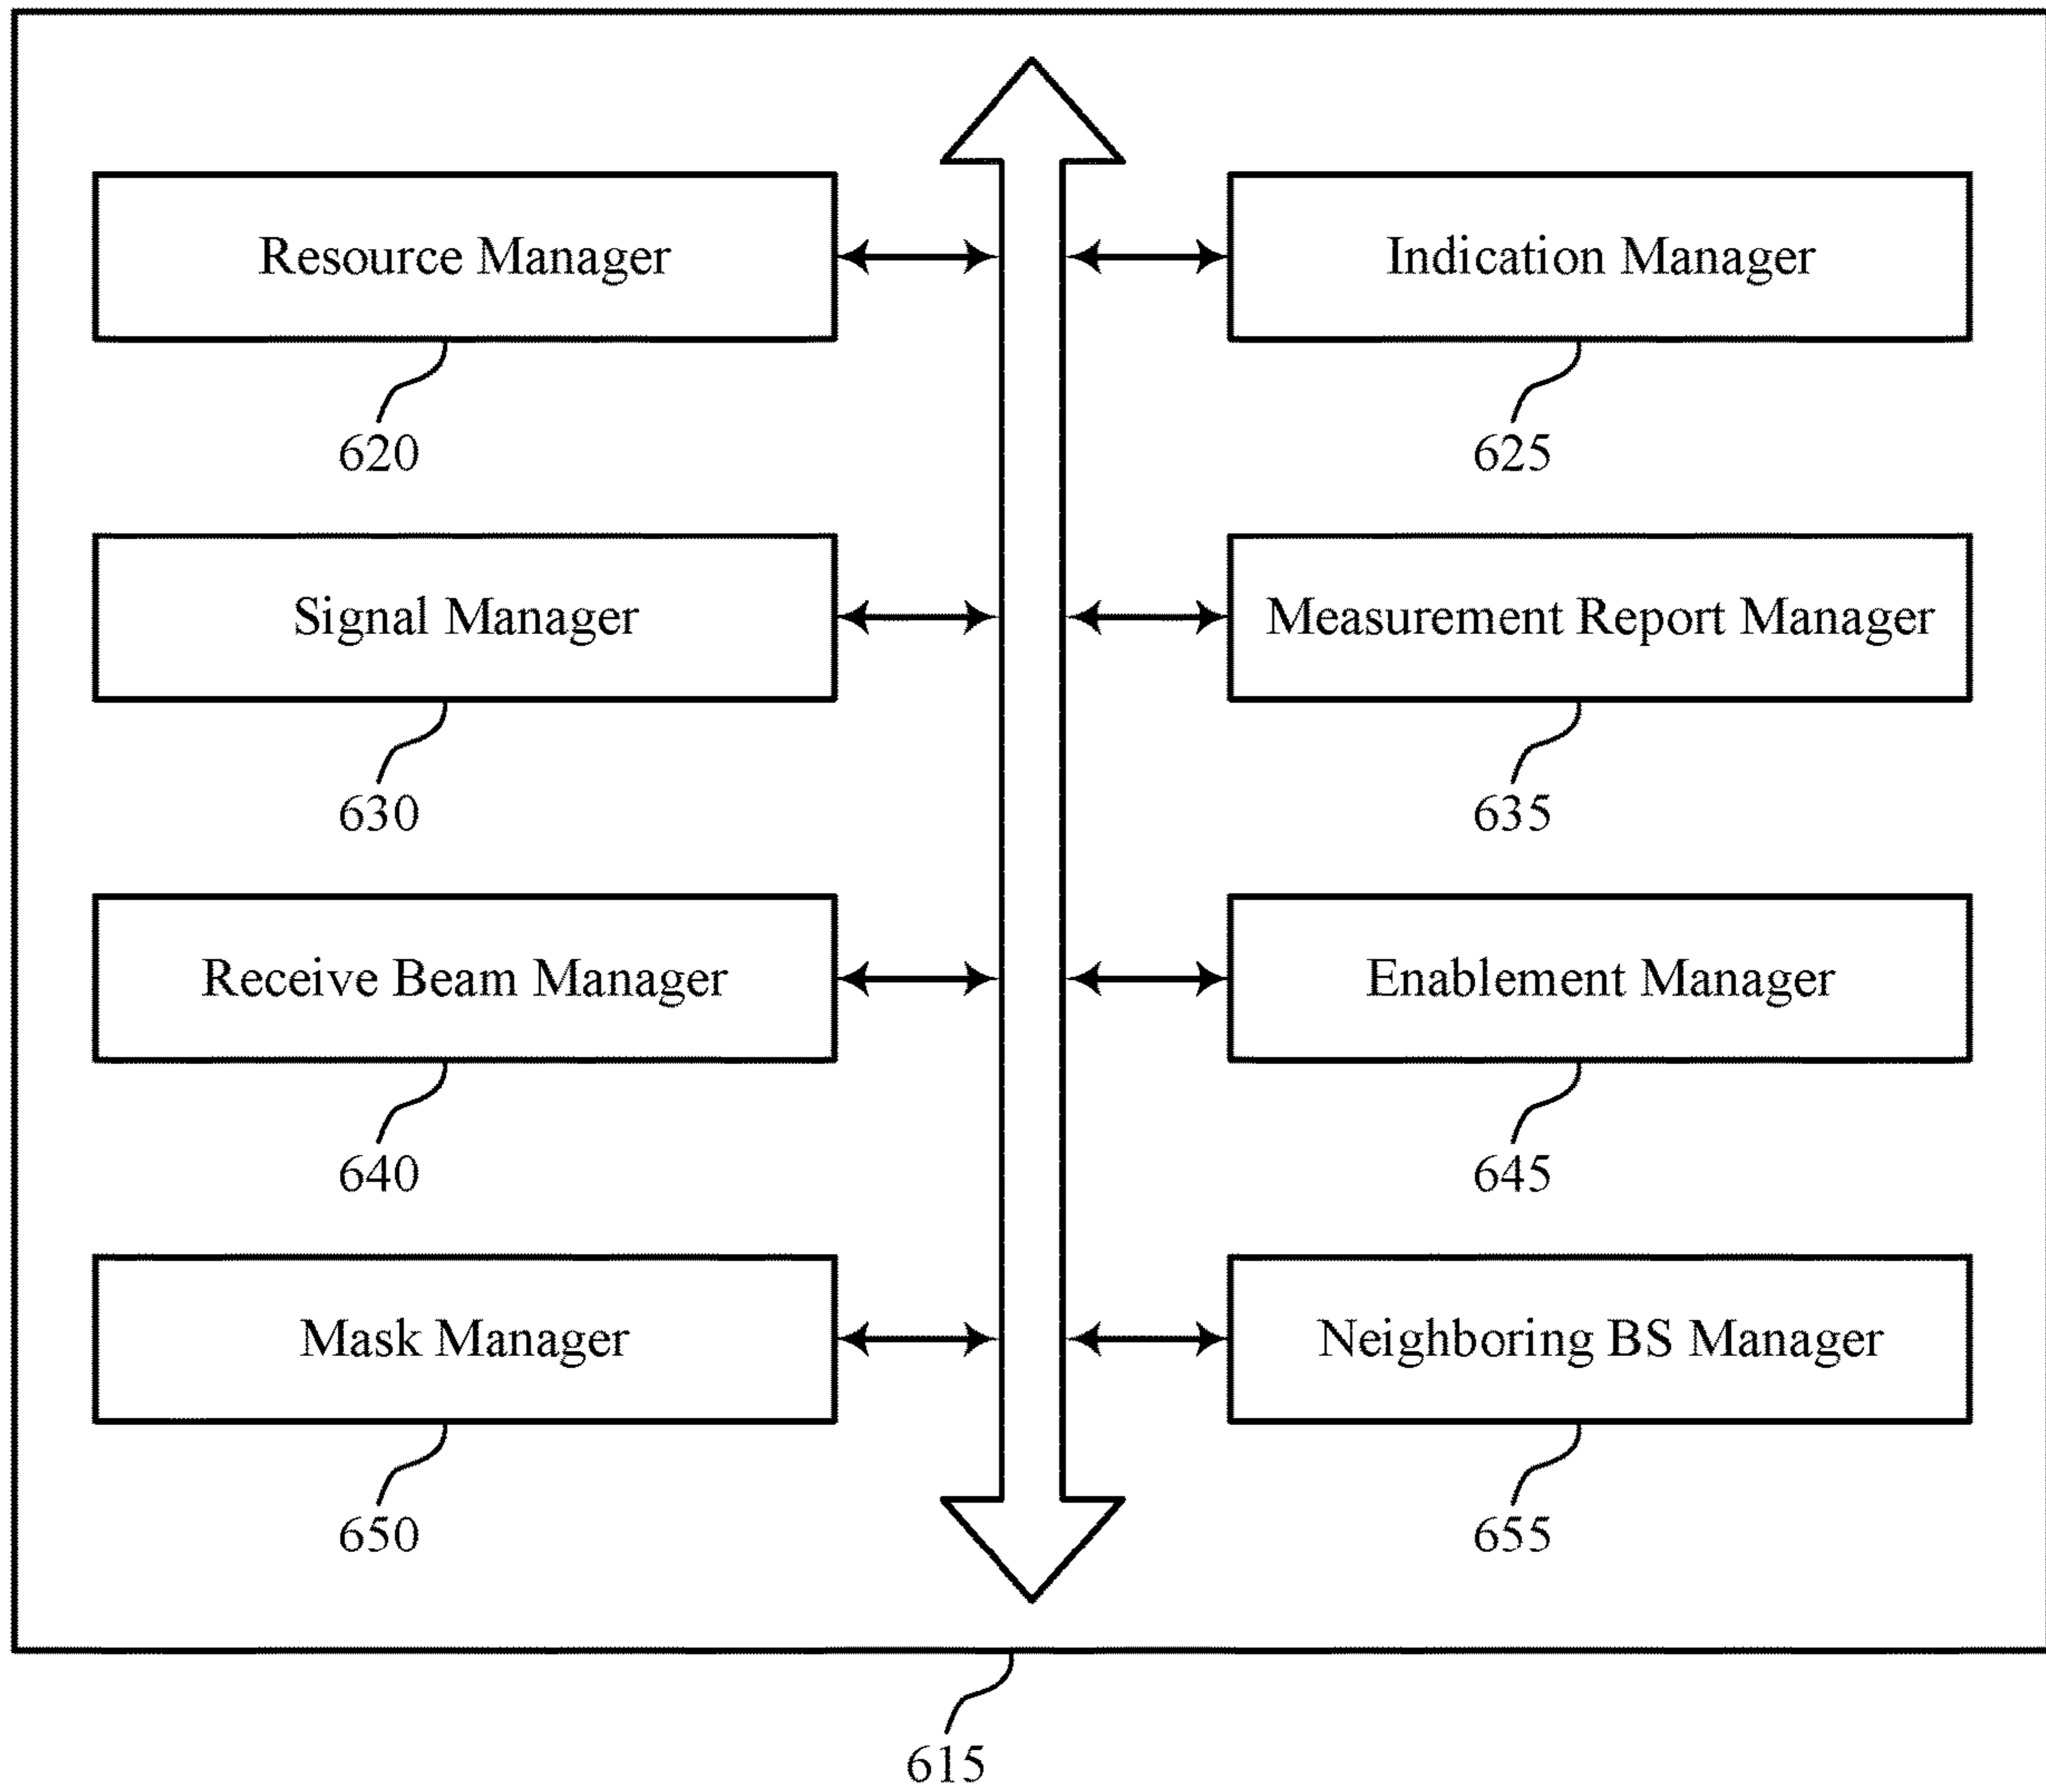 Resource Manager
Indication Manager
620
625
Signal Manager
Measurement Report Manager
630
635
Receive Beam Manager
Enablement Manager
640
645
Mask Manager
Neighboring BS Manager
650
655
615